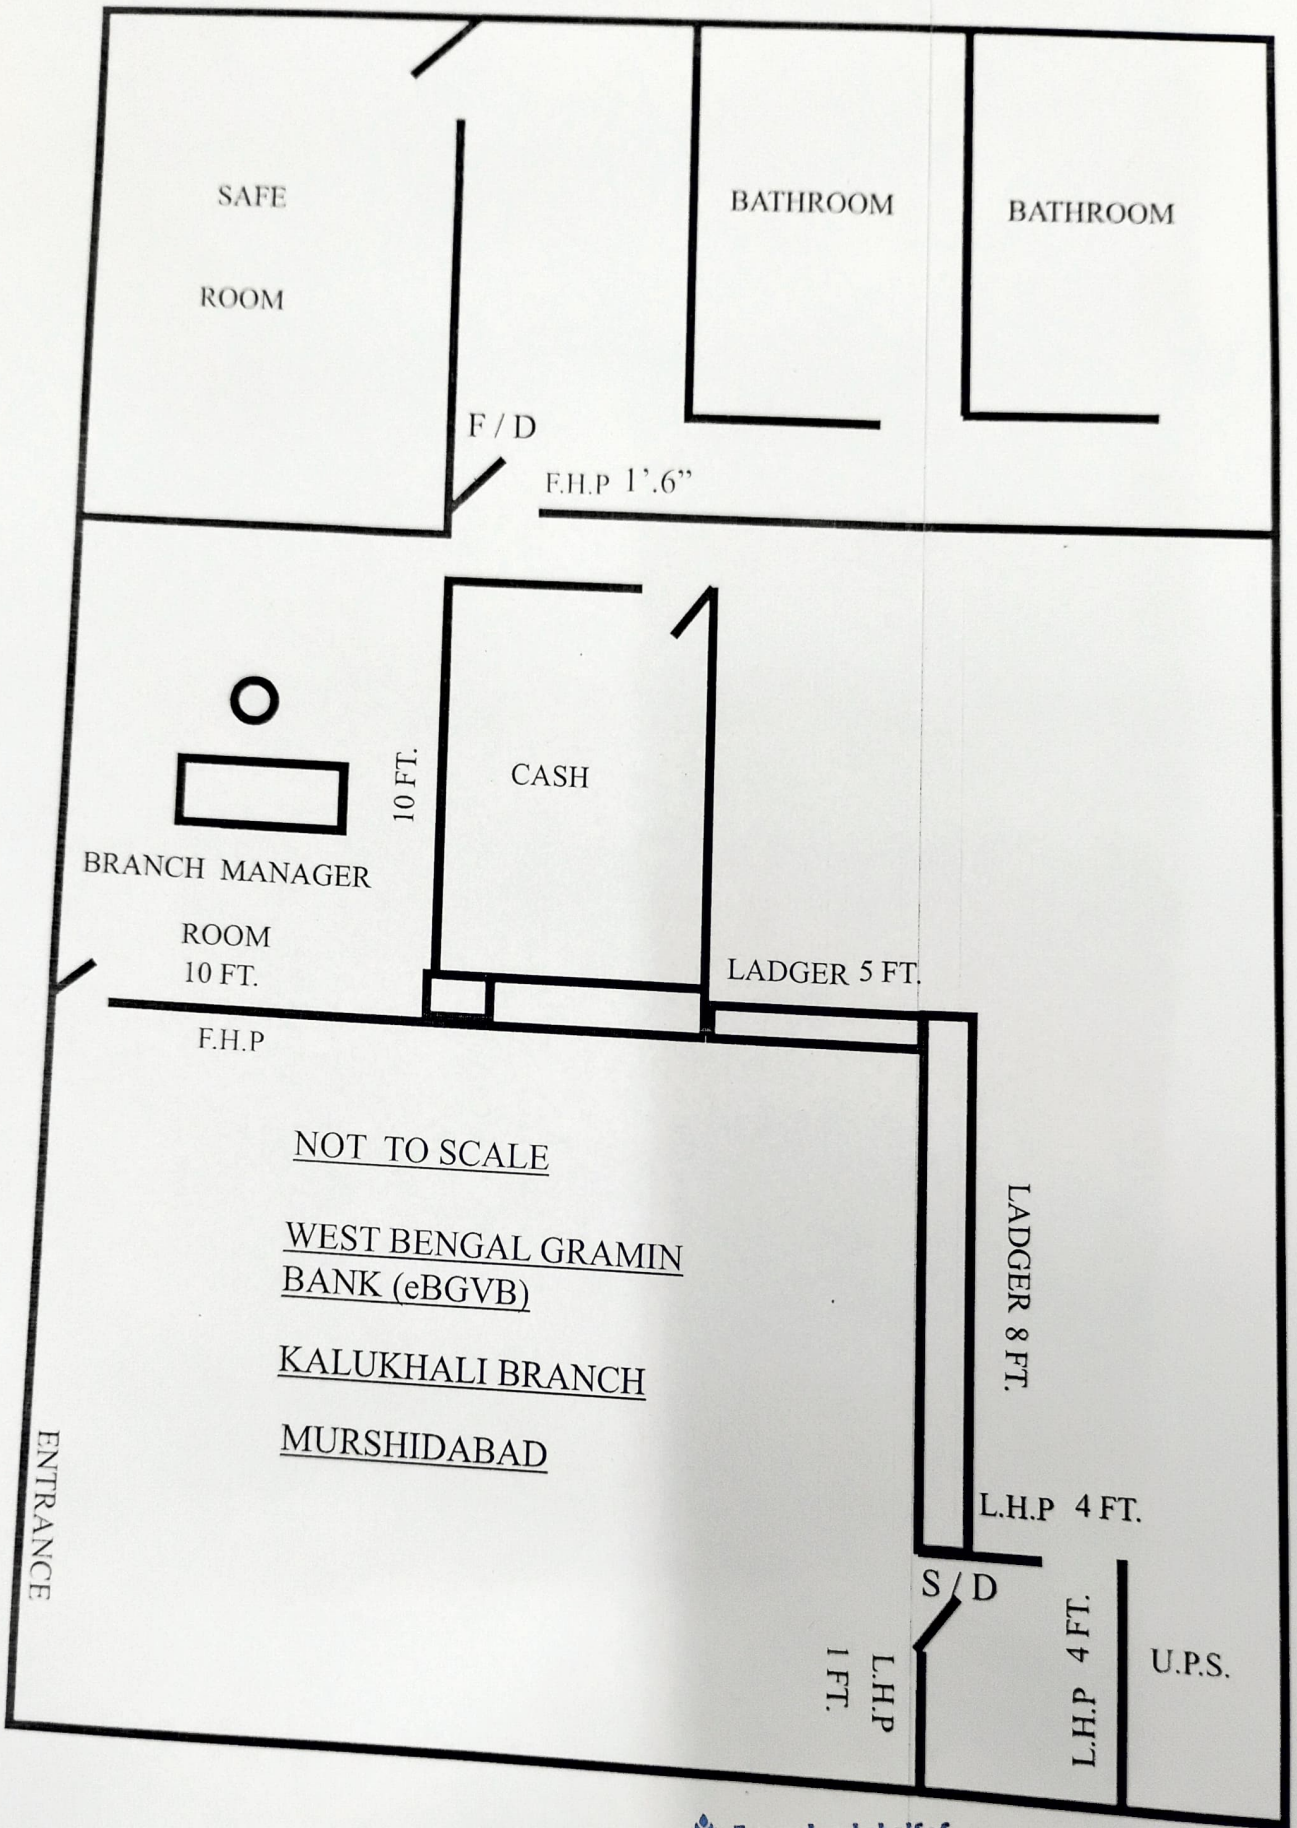 SAFE
ROOM
BATHROOM
BATHROOM
F / D
F.H.P 1'.6”
10 FT.
CASH
BRANCH MANAGER
ROOM
10 FT.
F.H.P
LADGER 5 FT.
NOT TO SCALE
WEST BENGAL GRAMIN
BANK (eBGVB)
KALUKHALI BRANCH
MURSHIDABAD
LADGER 8 FT.
ENTRANCE
L.H.P 4 FT.
S / D
L.H.P
1 FT.
L.H.P 4 FT.
U.P.S.